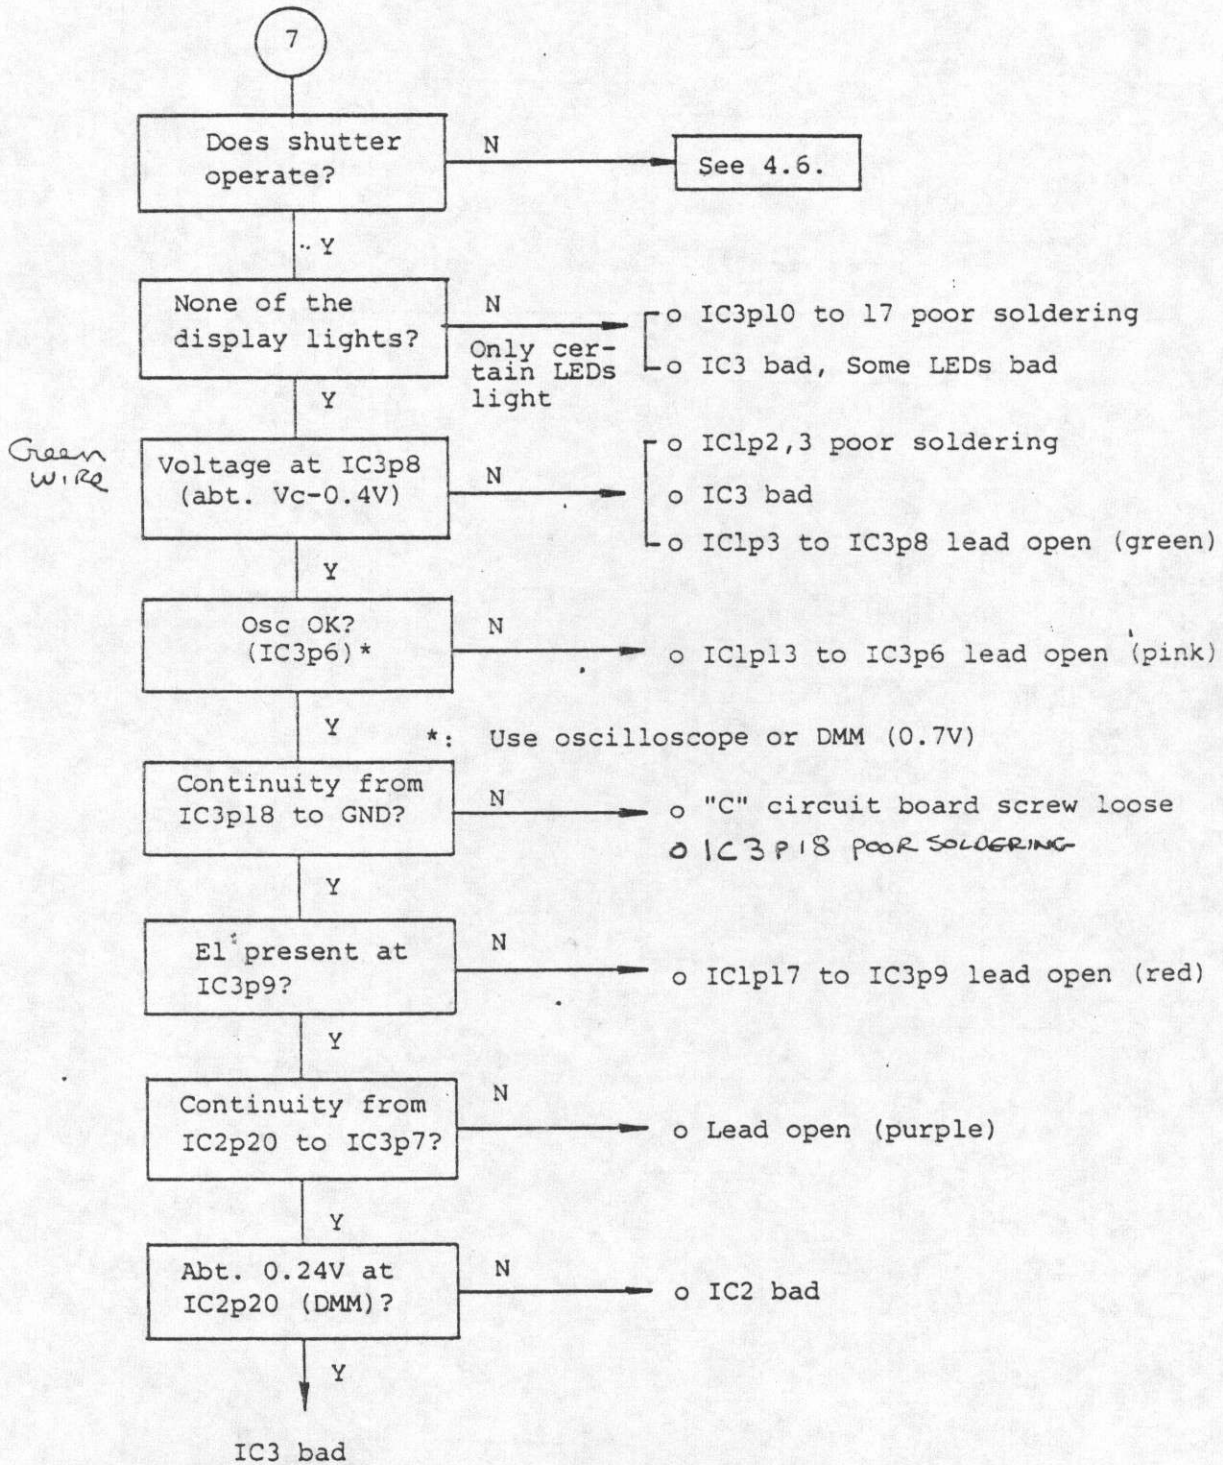 7
Does shutter
operate?
N
See 4.6.
Y
None of the
display lights?
N
Only cer-
tain LEDs
light
o IC3p10 to 17 poor soldering
o IC3 bad, Some LEDs bad
Y
Green
WIRe
Voltage at IC3p8
(abt. Vc-0.4V)
N
o IC1p2,3 poor soldering
o IC3 bad
o IC1p3 to IC3p8 lead open (green)
Y
Osc OK?
(IC3p6)*
N
o IC1p13 to IC3p6 lead open (pink)
Y
*: Use oscilloscope or DMM (0.7V)
Continuity from
IC3p18 to GND?
N
o "C" circuit board screw loose
o IC3 P18 POOR SOLDERING
Y
E1 present at
IC3p9?
N
o IC1p17 to IC3p9 lead open (red)
Y
Continuity from
IC2p20 to IC3p7?
N
o Lead open (purple)
Y
Abt. 0.24V at
IC2p20 (DMM)?
N
o IC2 bad
Y
IC3 bad